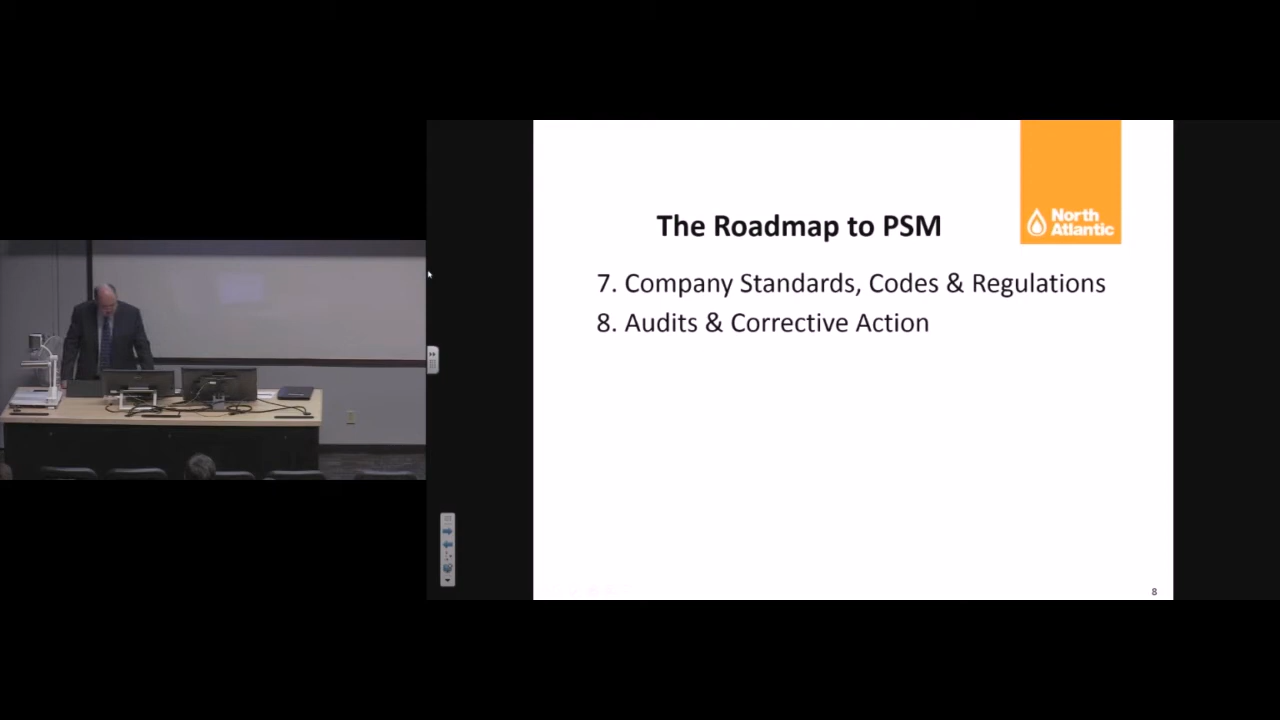 The Roadmap to PSM
North
Atlantic
7. Company Standards, Codes & Regulations
8. Audits & Corrective Action
8